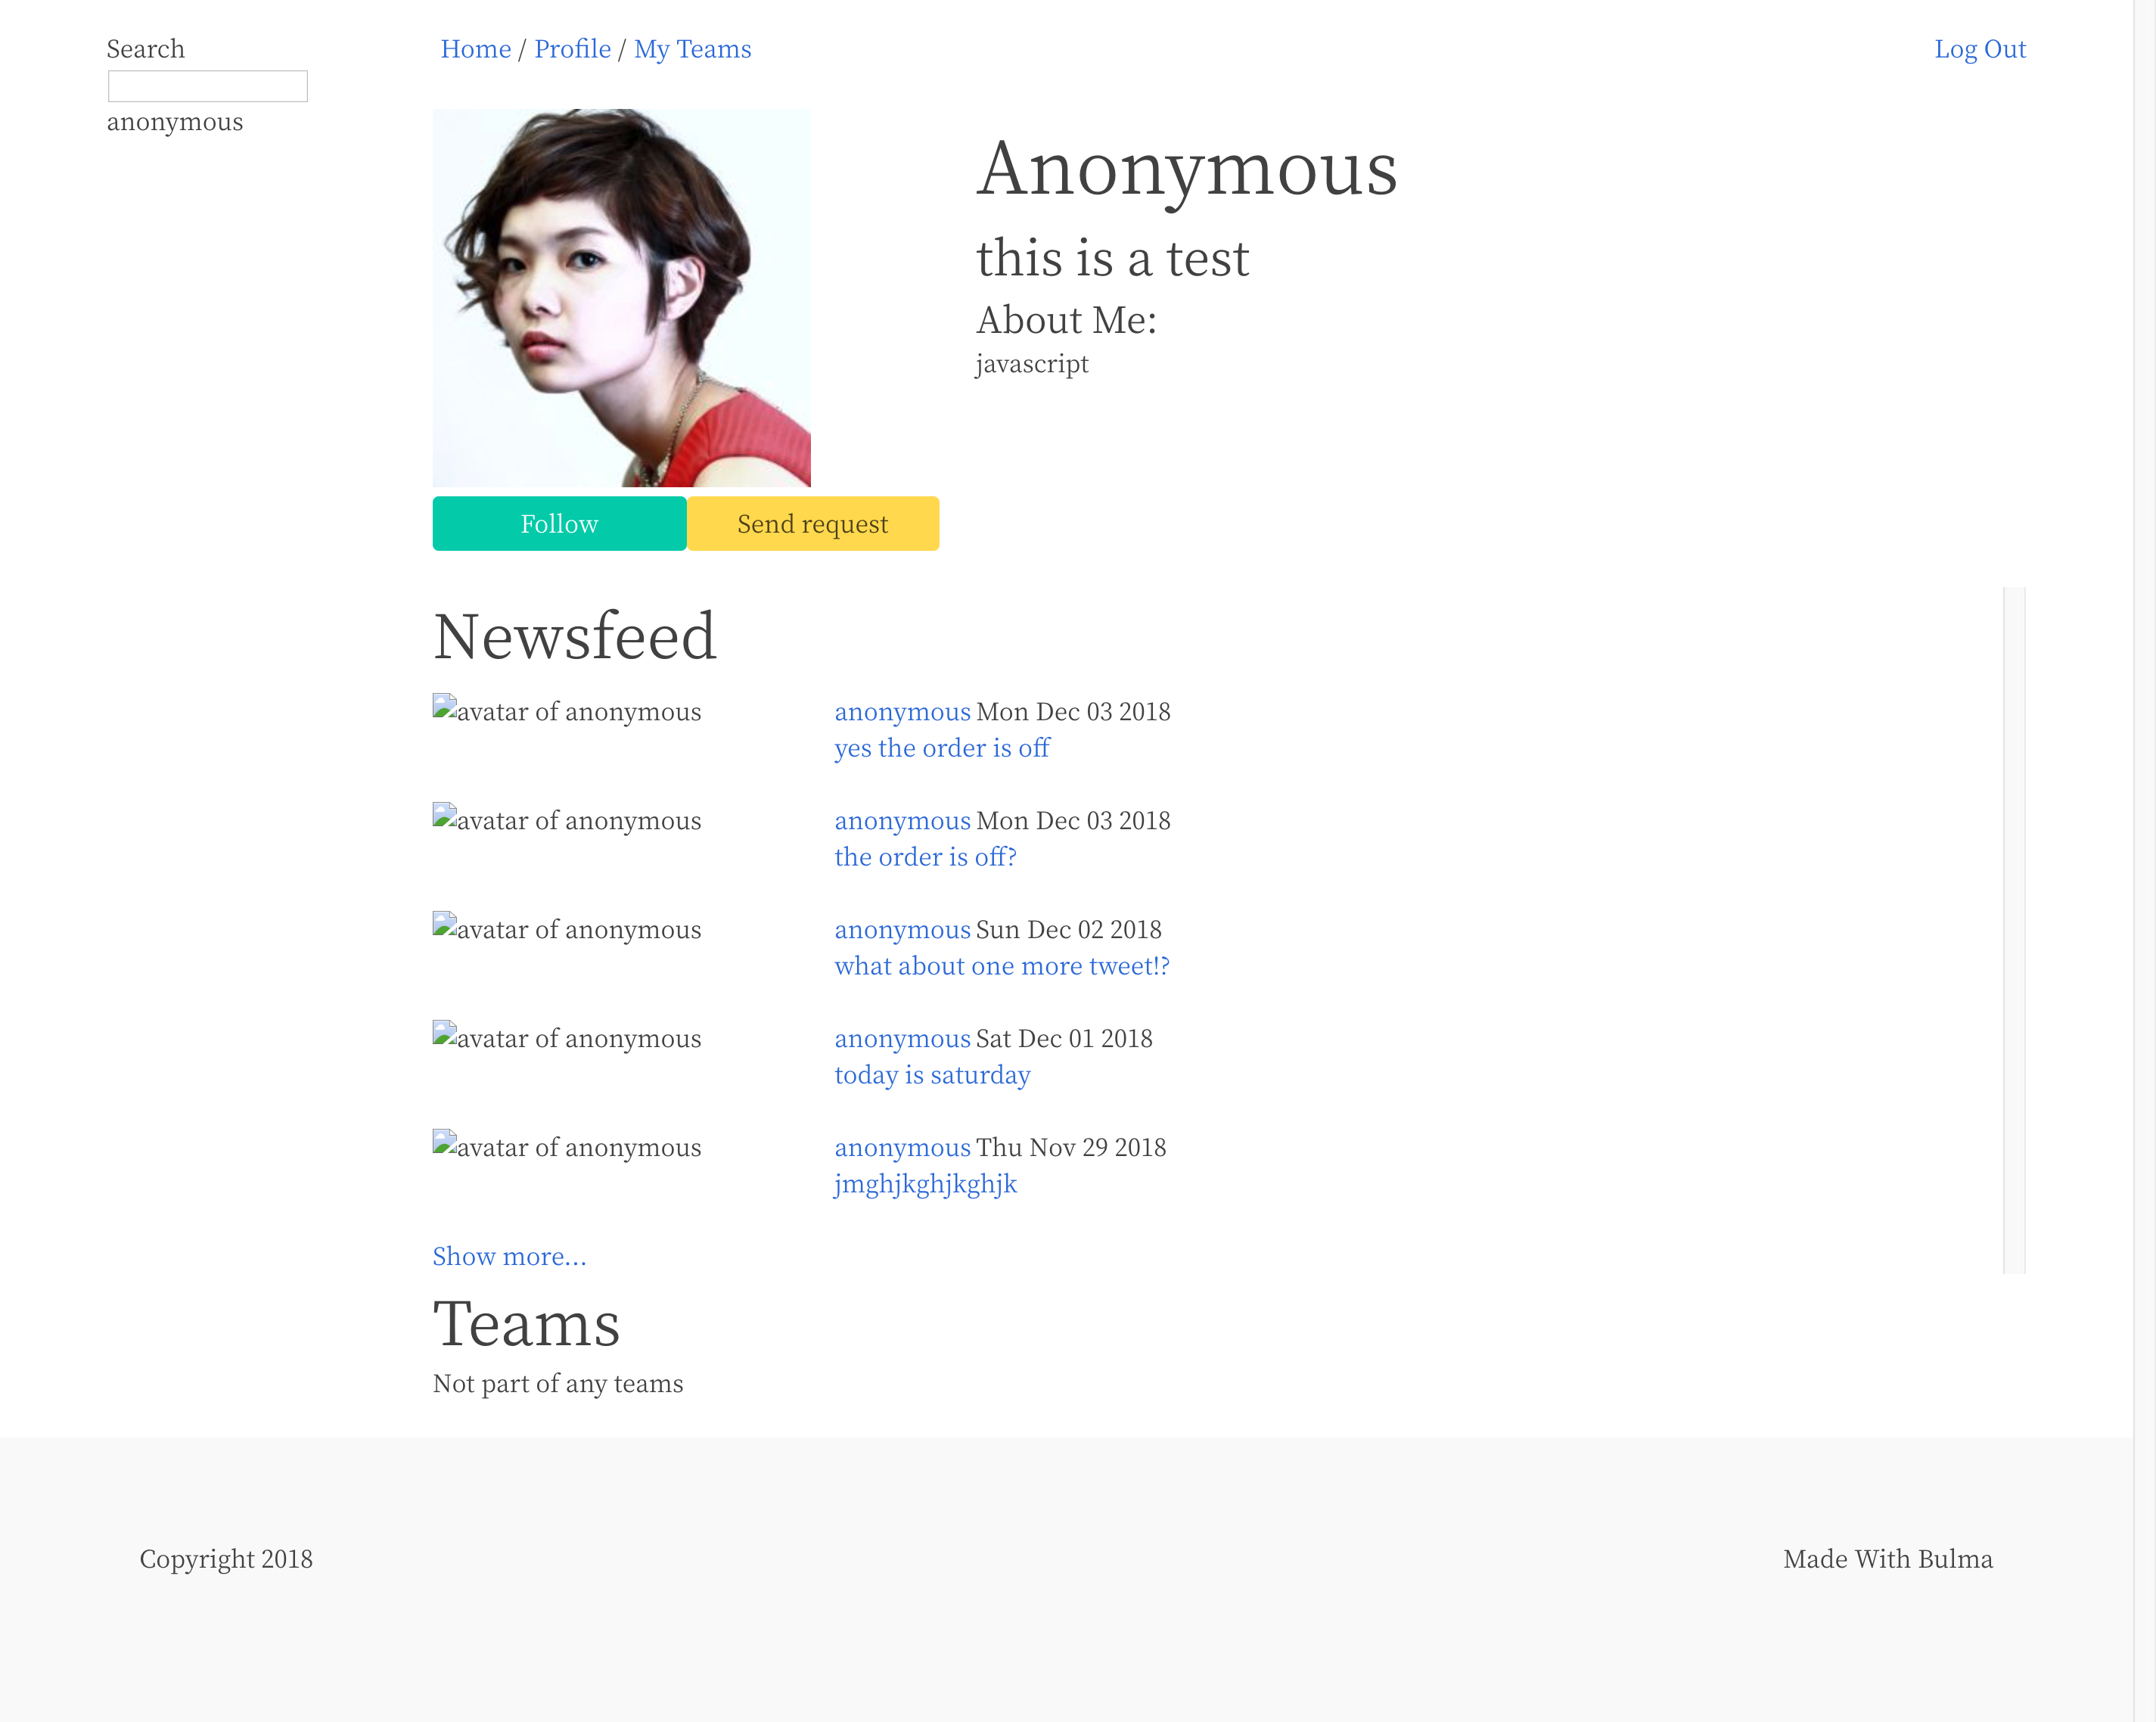 Search
anonymous
Home / Profile / My Teams
Log Out
Anonymous
this is a test
About Me:
javascript
Follow
Send request
Newsfeed
avatar of anonymous
anonymous Mon Dec 03 2018
yes the order is off
avatar of anonymous
anonymous Mon Dec 03 2018
the order is off?
avatar of anonymous
anonymous Sun Dec 02 2018
what about one more tweet!?
avatar of anonymous
anonymous Sat Dec 01 2018
today is saturday
avatar of anonymous
anonymous Thu Nov 29 2018
jmghjkghjkghjk
Show more...
Teams
Not part of any teams
Copyright 2018
Made With Bulma